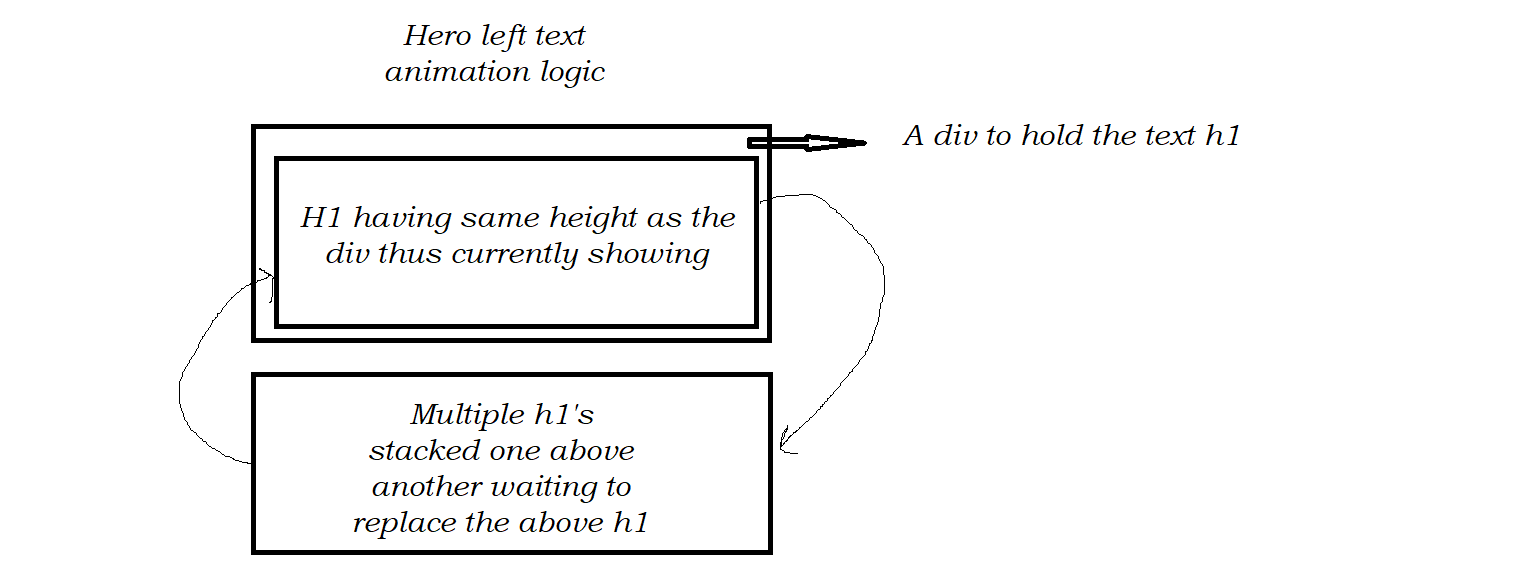 Hero left text
animation logic
A div to hold the text h1
H1 having same height as the
div thus currently showing
Multiple h1's
stacked one above
another waiting to
replace the above h1